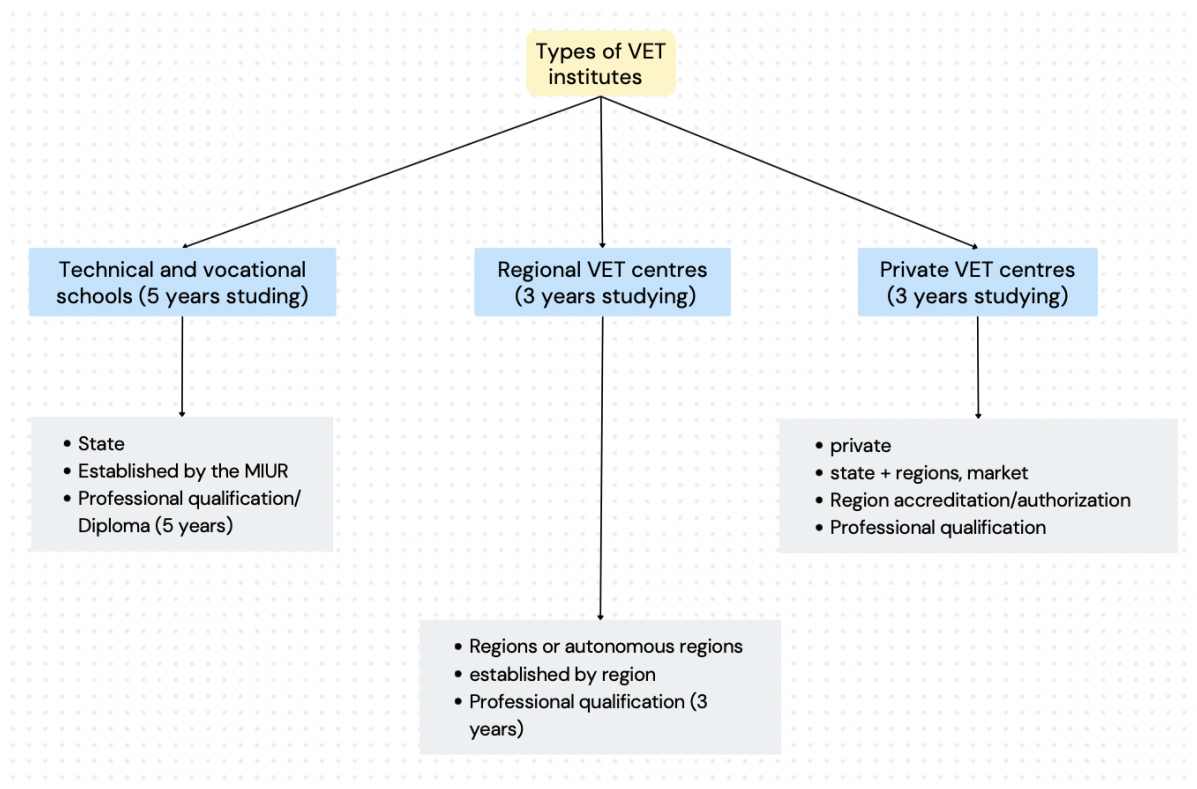 Types of VET
institutes
Technical and vocational
schools (5 years studing)
Regional VET centres
(3 years studying)
Private VET centres
(3 years studying)
• State
• Established by the MIUR
• Professional qualification/
Diploma (5 years)
• private
• state + regions, market
• Region accreditation/authorization
• Professional qualification
• Regions or autonomous regions
• established by region
• Professional qualification (3
years)